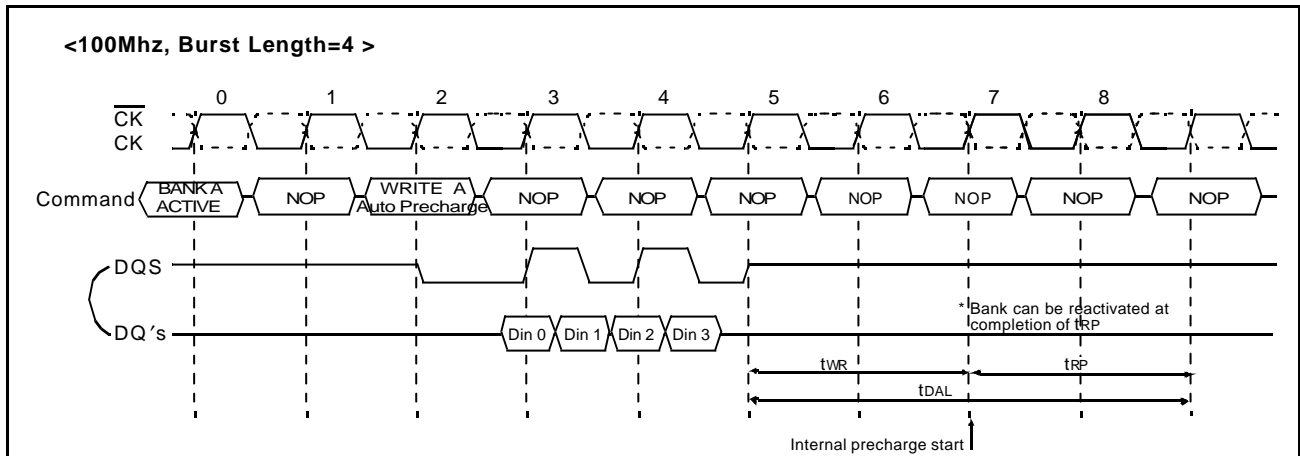 <100Mhz, Burst Length=4 >
0 1 2 3 4 5 6 7 8
CK
CK
Command
BANK A
ACTIVE
NOP
WRITE A
Auto Precharge
NOP
NOP
NOP
NOP
NOP
NOP
NOP
DQS
DQ's
Din 0
Din 1
Din 2
Din 3
* Bank can be reactivated at
completion of tRP
tWR
tRP
tDAL
Internal precharge start